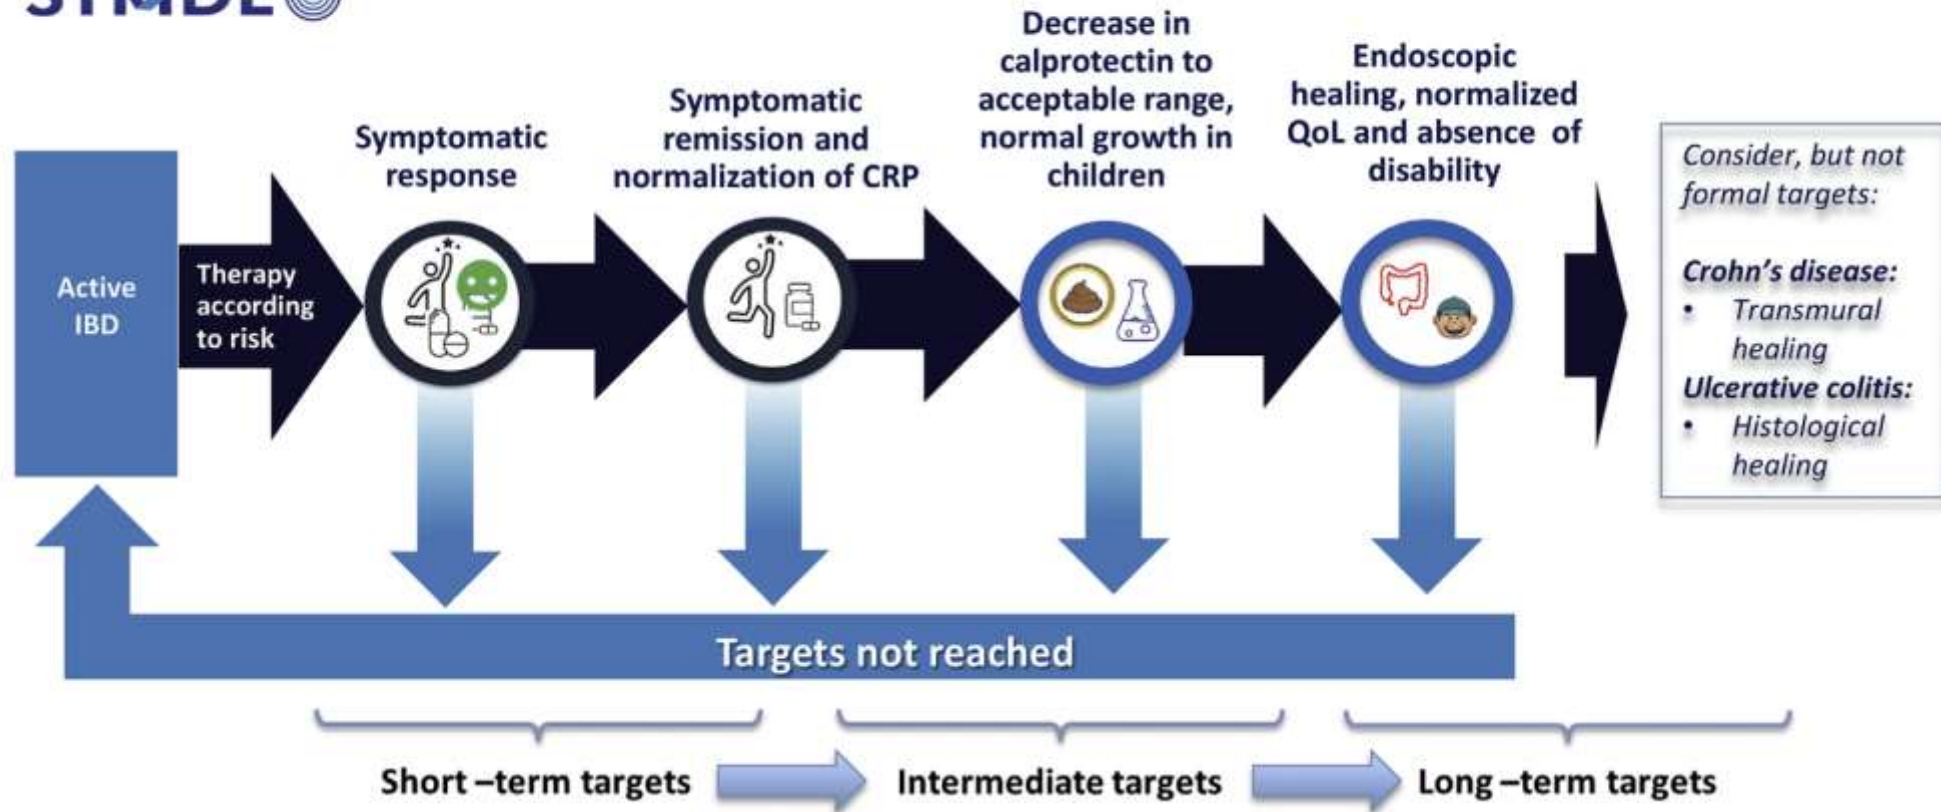 Symptomatic
response
Symptomatic
remission and
normalization of CRP
Decrease in
calprotectin to
acceptable range,
normal growth in
children
Endoscopic
healing, normalized
QoL and absence of
disability
Active
IBD
Therapy
according
to risk
Consider, but not
formal targets:
Crohn's disease:
• Transmural
healing
Ulcerative colitis:
• Histological
healing
Targets not reached
Short –term targets
Intermediate targets
Long –term targets